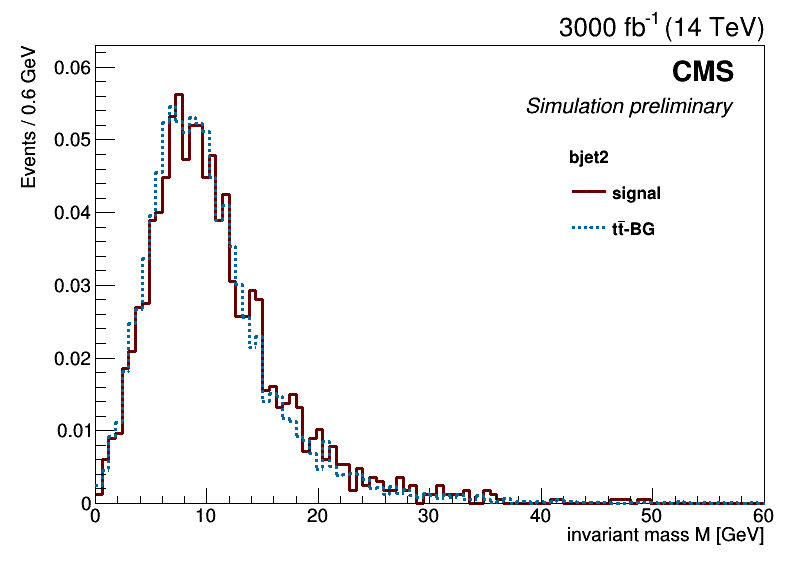 3000 fb⁻¹ (14 TeV)
CMS
Simulation preliminary
bjet2
signal
tt̄-BG
Events / 0.6 GeV
0.06
0.05
0.04
0.03
0.02
0.01
0
0 10 20 30 40 50 60
invariant mass M [GeV]